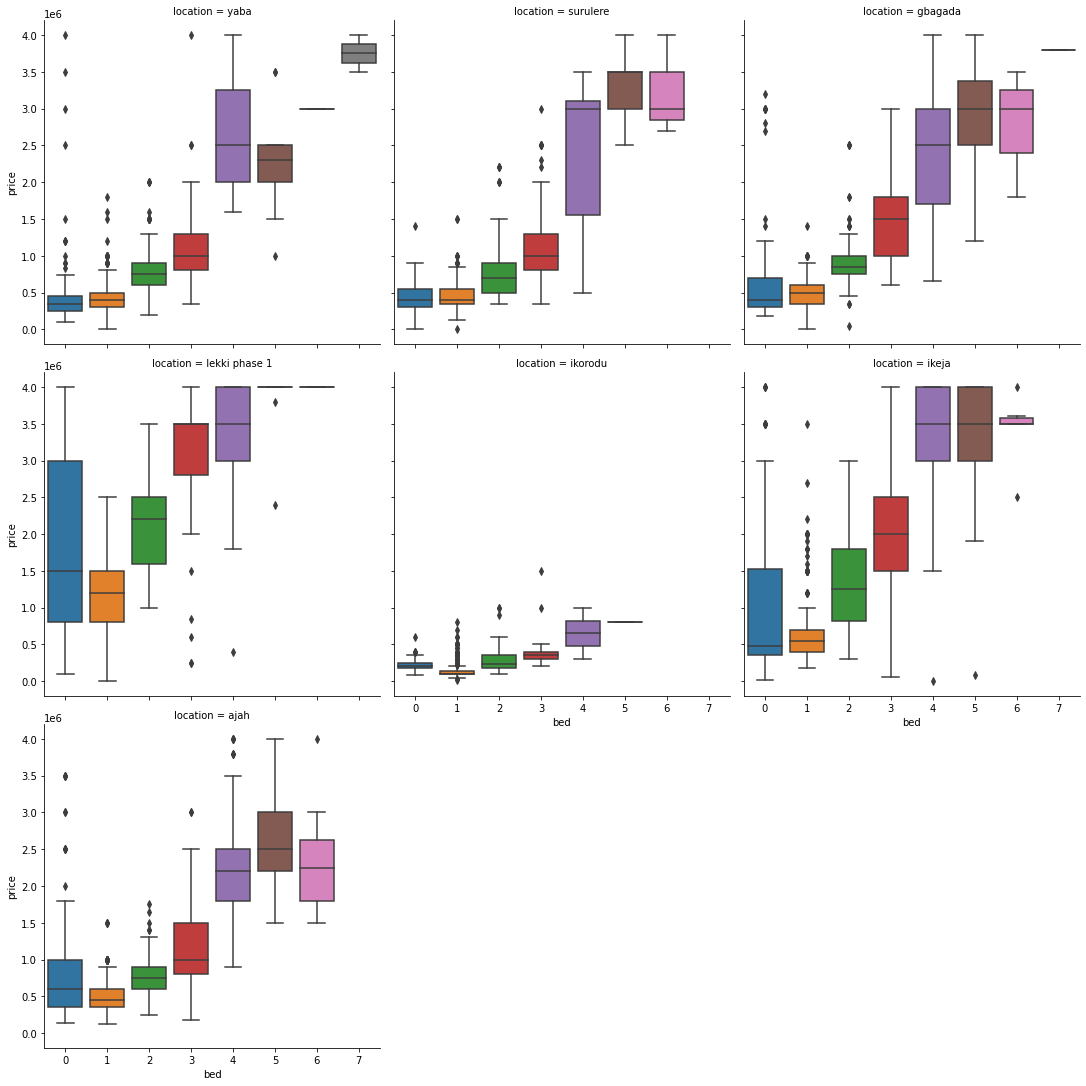 location = yaba
location = surulere
location = gbagada
1e6
4.0
3.5
3.0
2.5
2.0
1.5
1.0
0.5
0.0
price
location = lekki phase 1
location = ikorodu
location = ikeja
1e6
4.0
3.5
3.0
2.5
2.0
1.5
1.0
0.5
0.0
price
0 1 2 3 4 5 6 7
bed
0 1 2 3 4 5 6 7
bed
location = ajah
1e6
4.0
3.5
3.0
2.5
2.0
1.5
1.0
0.5
0.0
price
0 1 2 3 4 5 6 7
bed